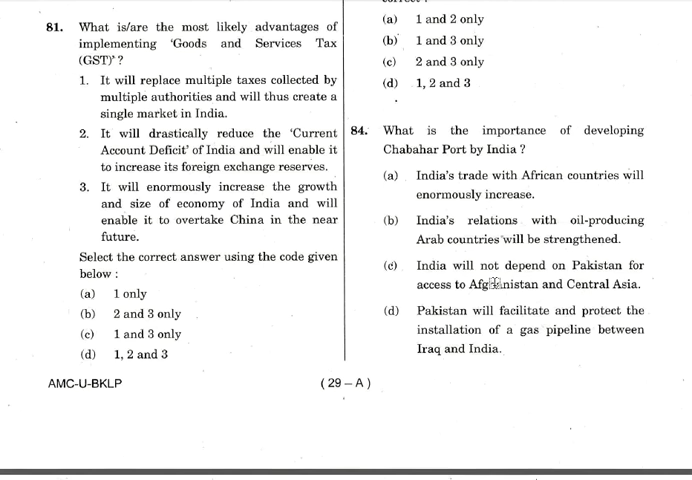 81. What is/are the most likely advantages of
implementing 'Goods and Services Tax
(GST)' ?
1. It will replace multiple taxes collected by
multiple authorities and will thus create a
single market in India.
2. It will drastically reduce the 'Current
Account Deficit' of India and will enable it
to increase its foreign exchange reserves.
3. It will enormously increase the growth
and size of economy of India and will
enable it to overtake China in the near
future.
Select the correct answer using the code given
below :
(a) 1 only
(b) 2 and 3 only
(c) 1 and 3 only
(d) 1, 2 and 3
(a) 1 and 2 only
(b) 1 and 3 only
(c) 2 and 3 only
(d) 1, 2 and 3
84. What is the importance of developing
Chabahar Port by India ?
(a) India's trade with African countries will
enormously increase.
(b) India's relations with oil-producing
Arab countries will be strengthened.
(c) India will not depend on Pakistan for
access to Afghanistan and Central Asia.
(d) Pakistan will facilitate and protect the
installation of a gas pipeline between
Iraq and India.
AMC-U-BKLP
( 29 – A )